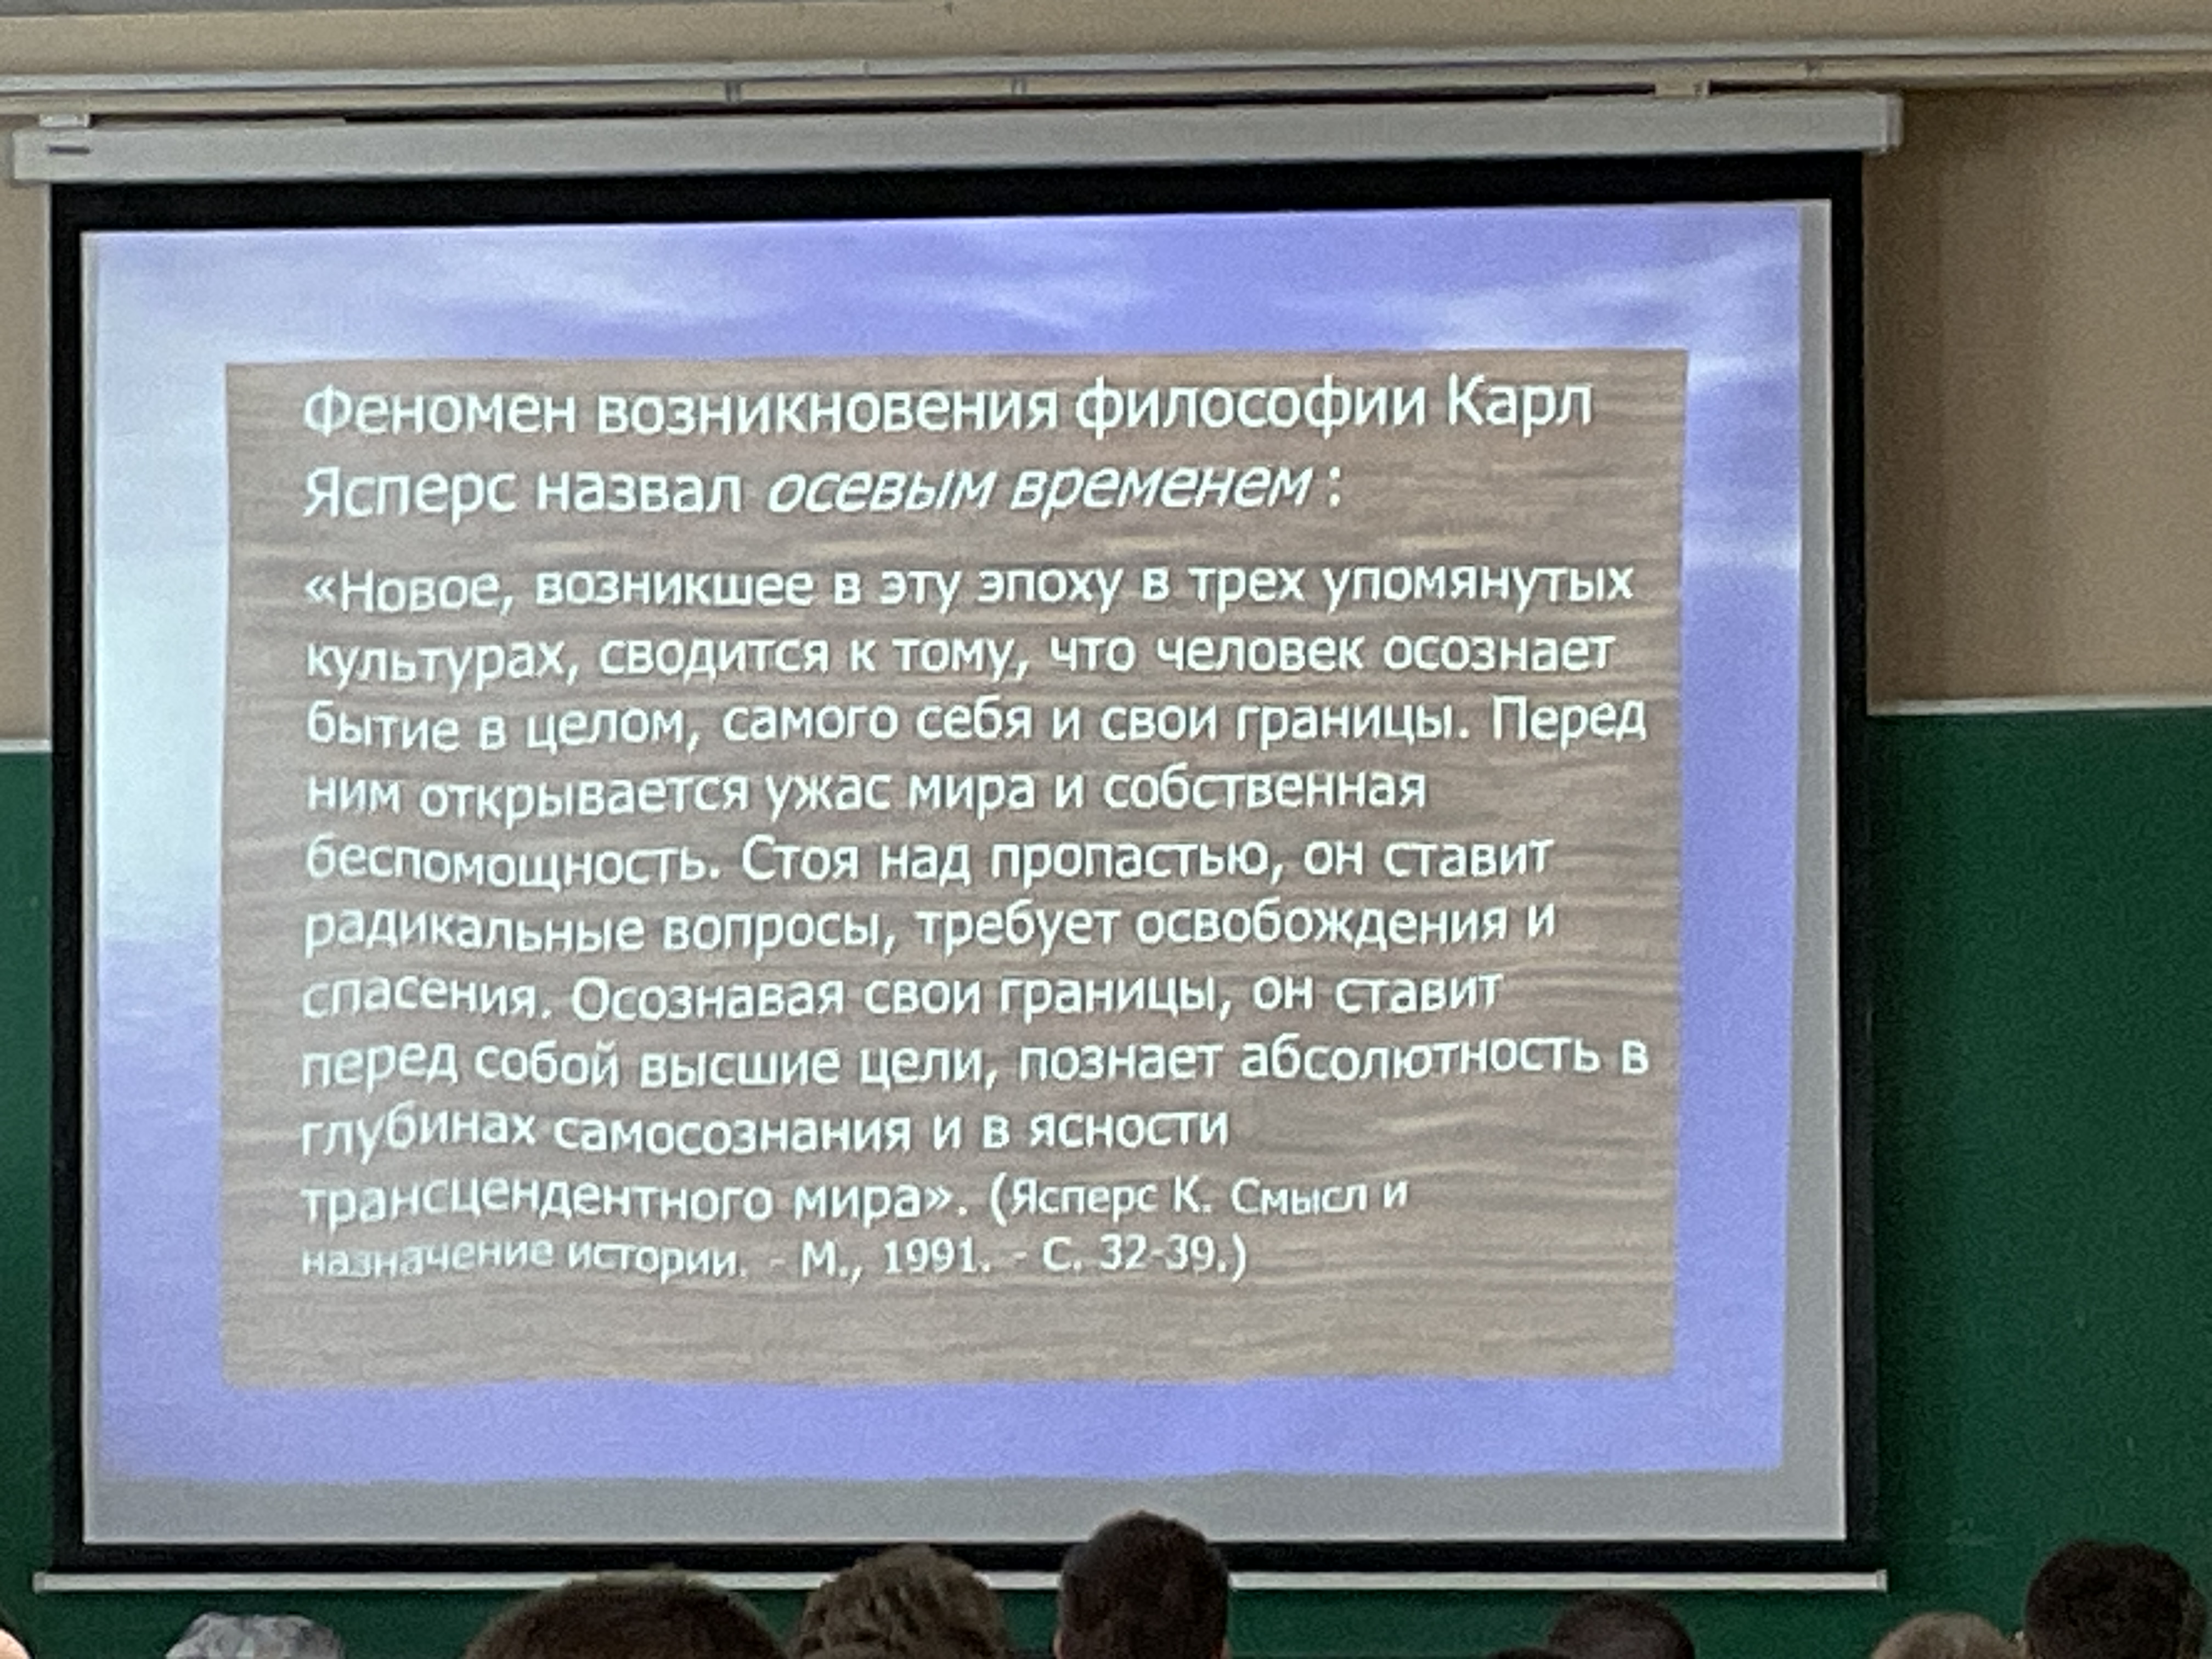 Феномен возникновения философии Карл
Ясперс назвал осевым временем :
«Новое, возникшее в эту эпоху в трех упомянутых
культурах, сводится к тому, что человек осознает
бытие в целом, самого себя и свои границы. Перед
ним открывается ужас мира и собственная
беспомощность. Стоя над пропастью, он ставит
радикальные вопросы, требует освобождения и
спасения. Осознавая свои границы, он ставит
перед собой высшие цели, познает абсолютность в
глубинах самосознания и в ясности
трансцендентного мира». (Ясперс К. Смысл и
назначение истории. - М., 1991. - С. 32-39.)